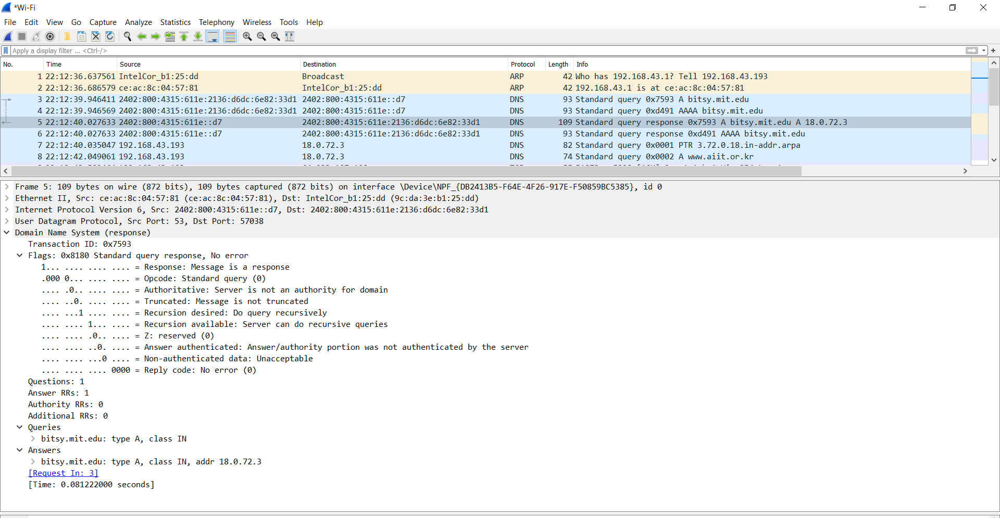 *Wi-Fi
File Edit View Go Capture Analyze Statistics Telephony Wireless Tools Help
Apply a display filter ... <Ctrl-/>
No. Time Source Destination Protocol Length Info
1 22:12:36.637561 IntelCor_b1:25:dd Broadcast ARP 42 Who has 192.168.43.1? Tell 192.168.43.193
2 22:12:36.686579 ce:ac:8c:04:57:81 IntelCor_b1:25:dd ARP 42 192.168.43.1 is at ce:ac:8c:04:57:81
3 22:12:39.946411 2402:800:4315:611e:2136:d6dc:6e82:33d1 2402:800:4315:611e::d7 DNS 93 Standard query 0x7593 A bitsy.mit.edu
4 22:12:39.946569 2402:800:4315:611e:2136:d6dc:6e82:33d1 2402:800:4315:611e::d7 DNS 93 Standard query 0xd491 AAAA bitsy.mit.edu
5 22:12:40.027633 2402:800:4315:611e::d7 2402:800:4315:611e:2136:d6dc:6e82:33d1 DNS 109 Standard query response 0x7593 A bitsy.mit.edu A 18.0.72.3
6 22:12:40.027633 2402:800:4315:611e::d7 2402:800:4315:611e:2136:d6dc:6e82:33d1 DNS 93 Standard query response 0xd491 AAAA bitsy.mit.edu
7 22:12:40.035047 192.168.43.193 18.0.72.3 DNS 82 Standard query 0x0001 PTR 3.72.0.18.in-addr.arpa
8 22:12:42.049061 192.168.43.193 18.0.72.3 DNS 74 Standard query 0x0002 A www.aiit.or.kr
Frame 5: 109 bytes on wire (872 bits), 109 bytes captured (872 bits) on interface \Device\NPF_{DB2413B5-F64E-4F26-917E-F50859BC5385}, id 0
Ethernet II, Src: ce:ac:8c:04:57:81 (ce:ac:8c:04:57:81), Dst: IntelCor_b1:25:dd (9c:da:3e:b1:25:dd)
Internet Protocol Version 6, Src: 2402:800:4315:611e::d7, Dst: 2402:800:4315:611e:2136:d6dc:6e82:33d1
User Datagram Protocol, Src Port: 53, Dst Port: 57038
Domain Name System (response)
Transaction ID: 0x7593
Flags: 0x8180 Standard query response, No error
1... .... .... .... = Response: Message is a response
.000 0... .... .... = Opcode: Standard query (0)
.... .0.. .... .... = Authoritative: Server is not an authority for domain
.... ..0. .... .... = Truncated: Message is not truncated
.... ...1 .... .... = Recursion desired: Do query recursively
.... .... 1... .... = Recursion available: Server can do recursive queries
.... .... .0.. .... = Z: reserved (0)
.... .... ..0. .... = Answer authenticated: Answer/authority portion was not authenticated by the server
.... .... ...0 .... = Non-authenticated data: Unacceptable
.... .... .... 0000 = Reply code: No error (0)
Questions: 1
Answer RRs: 1
Authority RRs: 0
Additional RRs: 0
Queries
bitsy.mit.edu: type A, class IN
Answers
bitsy.mit.edu: type A, class IN, addr 18.0.72.3
[Request In: 3]
[Time: 0.081222000 seconds]